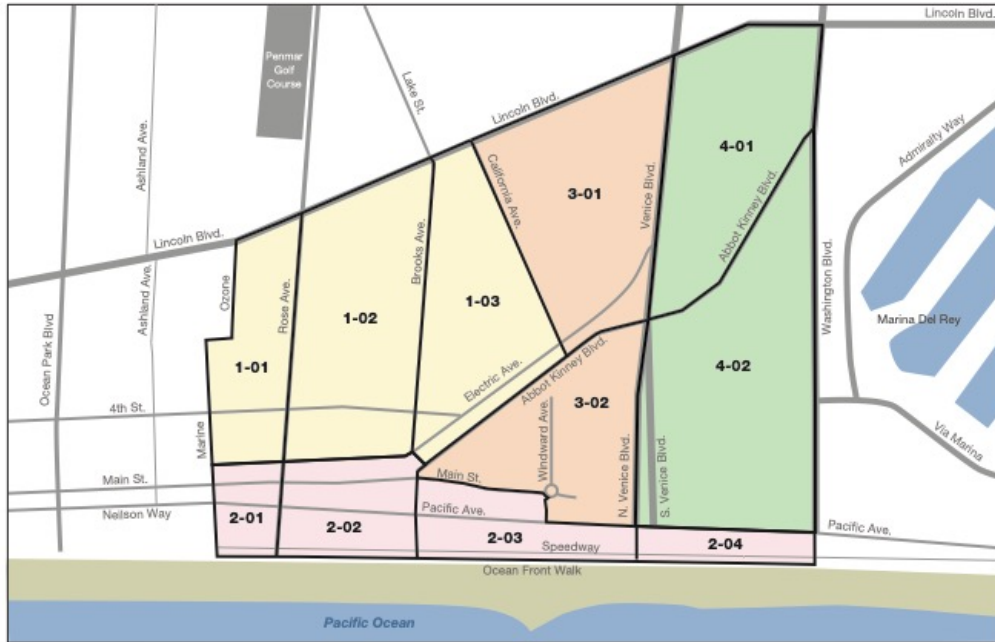 Lincoln Blvd.
Penmar
Golf
Course
Lake St.
Lincoln Blvd.
Ashland Ave.
4-01
Admiralty Way
California Ave.
3-01
Venice Blvd.
Abbot Kinney Blvd.
Lincoln Blvd.
Brooks Ave.
Ozone
Ashland Ave.
Rose Ave.
1-02
1-03
Washington Blvd.
Marina Del Rey
Ocean Park Blvd
1-01
Electric Ave.
Abbot Kinney Blvd.
4-02
4th St.
3-02
Windward Ave.
Marine
N. Venice Blvd.
S. Venice Blvd.
Via Marina
Main St.
Main St.
Neilson Way
Pacific Ave.
Pacific Ave.
2-01
2-02
2-03
Speedway
2-04
Ocean Front Walk
Pacific Ocean